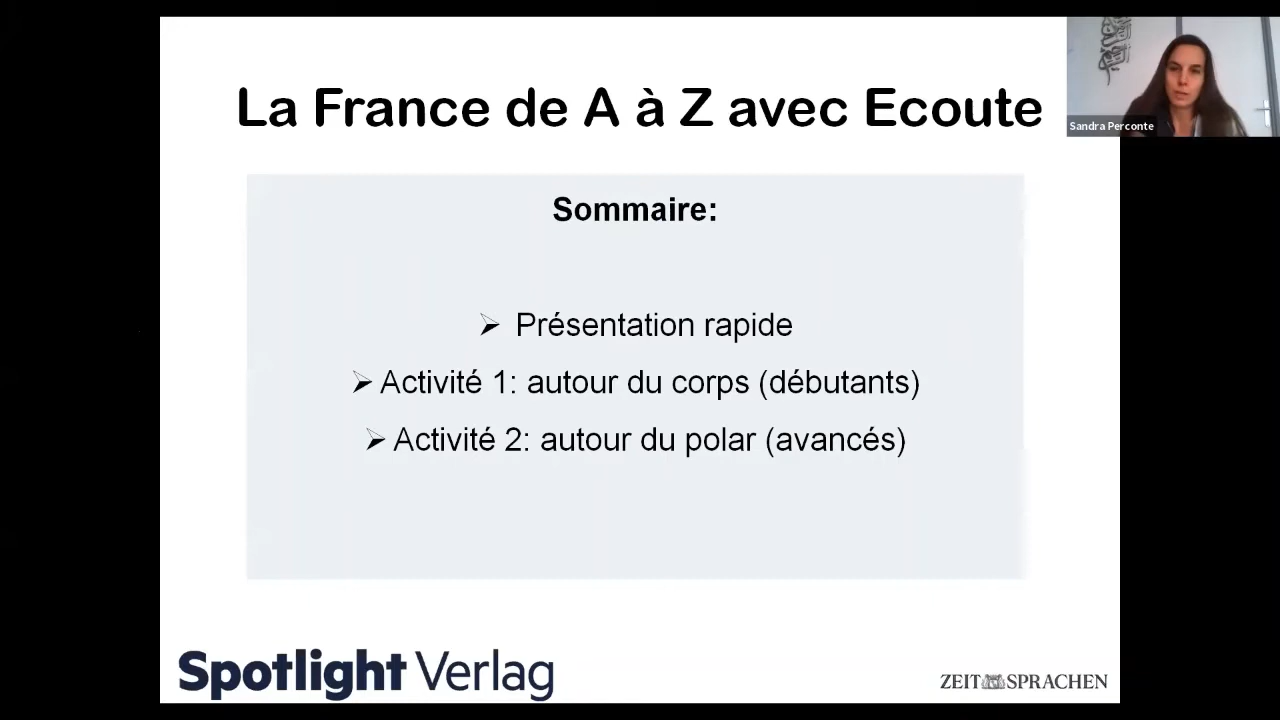 La France de A à Z avec Ecoute
Sandra Perconte
Sommaire:
➢ Présentation rapide
➢ Activité 1: autour du corps (débutants)
➢ Activité 2: autour du polar (avancés)
Spotlight Verlag
ZEIT SPRACHEN